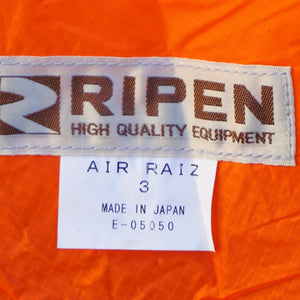 RIPEN
HIGH QUALITY EQUIPMENT
AIR RAIZ
3
MADE IN JAPAN
E-05050